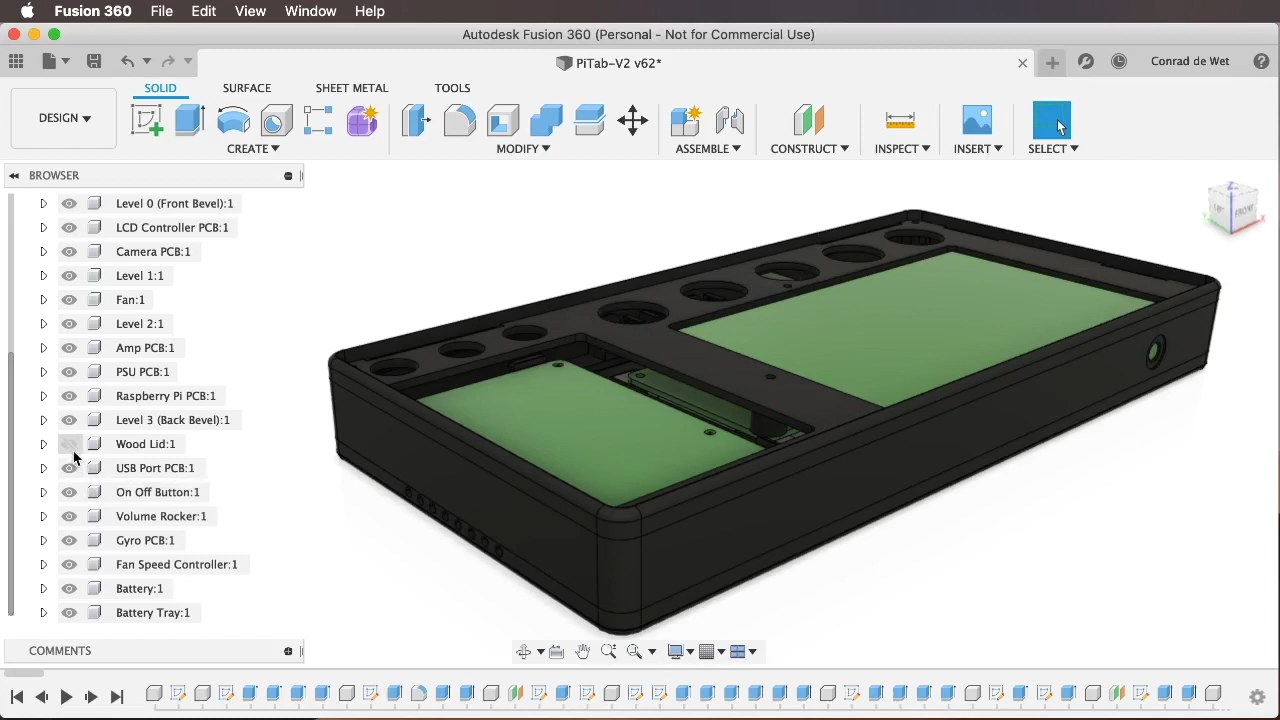 Fusion 360 File Edit View Window Help
Autodesk Fusion 360 (Personal - Not for Commercial Use)
PiTab-V2 v62*
Conrad de Wet
DESIGN
SOLID SURFACE SHEET METAL TOOLS
CREATE MODIFY ASSEMBLE CONSTRUCT INSPECT INSERT SELECT
BROWSER
Level 0 (Front Bevel):1
LCD Controller PCB:1
Camera PCB:1
Level 1:1
Fan:1
Level 2:1
Amp PCB:1
PSU PCB:1
Raspberry Pi PCB:1
Level 3 (Back Bevel):1
Wood Lid:1
USB Port PCB:1
On Off Button:1
Volume Rocker:1
Gyro PCB:1
Fan Speed Controller:1
Battery:1
Battery Tray:1
COMMENTS
Z
FRONT
X